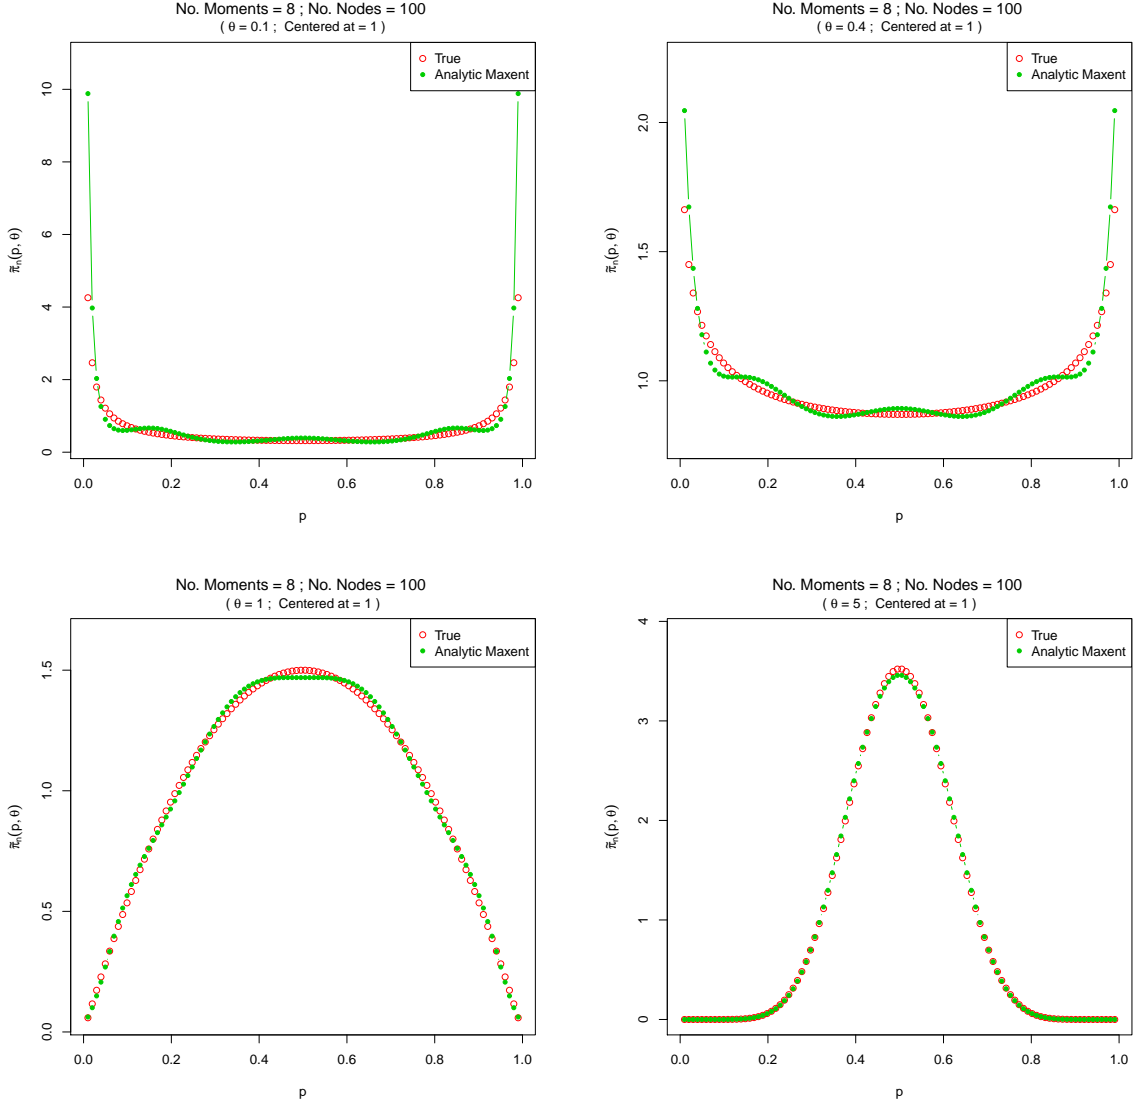 No. Moments = 8 ; No. Nodes = 100
( θ = 0.1 ;  Centered at = 1 )
True
Analytic Maxent
π̃ₙ(p, θ)
10
8
6
4
2
0
0.0 0.2 0.4 0.6 0.8 1.0
p
No. Moments = 8 ; No. Nodes = 100
( θ = 0.4 ;  Centered at = 1 )
True
Analytic Maxent
π̃ₙ(p, θ)
2.0
1.5
1.0
0.0 0.2 0.4 0.6 0.8 1.0
p
No. Moments = 8 ; No. Nodes = 100
( θ = 1 ;  Centered at = 1 )
True
Analytic Maxent
π̃ₙ(p, θ)
1.5
1.0
0.5
0.0
0.0 0.2 0.4 0.6 0.8 1.0
p
No. Moments = 8 ; No. Nodes = 100
( θ = 5 ;  Centered at = 1 )
True
Analytic Maxent
π̃ₙ(p, θ)
4
3
2
1
0
0.0 0.2 0.4 0.6 0.8 1.0
p